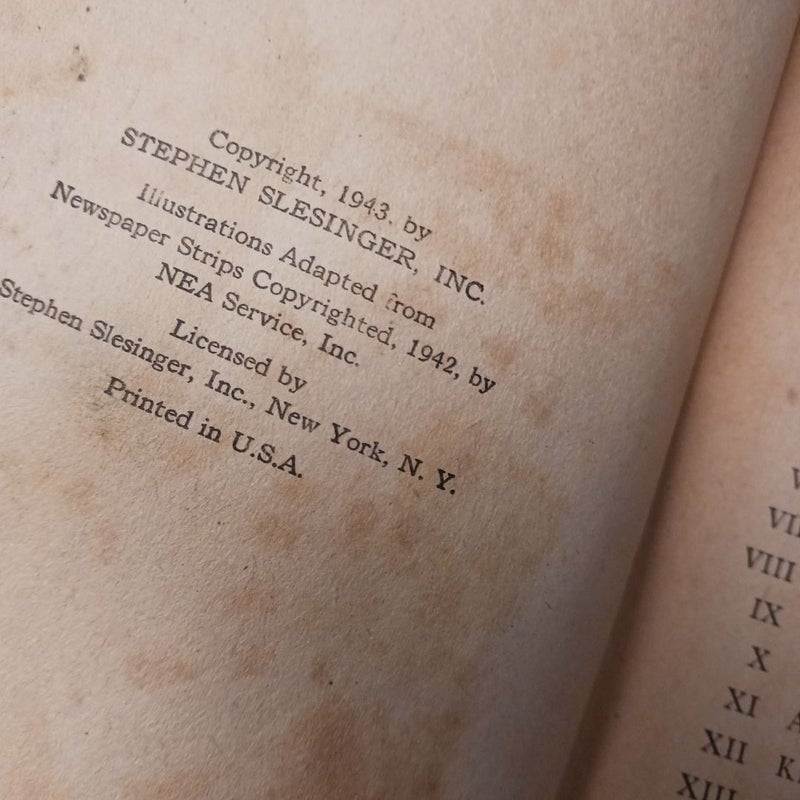 Copyright, 1943. by
STEPHEN SLESINGER, INC.
Illustrations Adapted from
Newspaper Strips Copyrighted, 1942, by
NEA Service, Inc.
Licensed by
Stephen Slesinger, Inc., New York, N. Y.
Printed in U.S.A.
VIII
IX
X
XI A
XII K
XIII